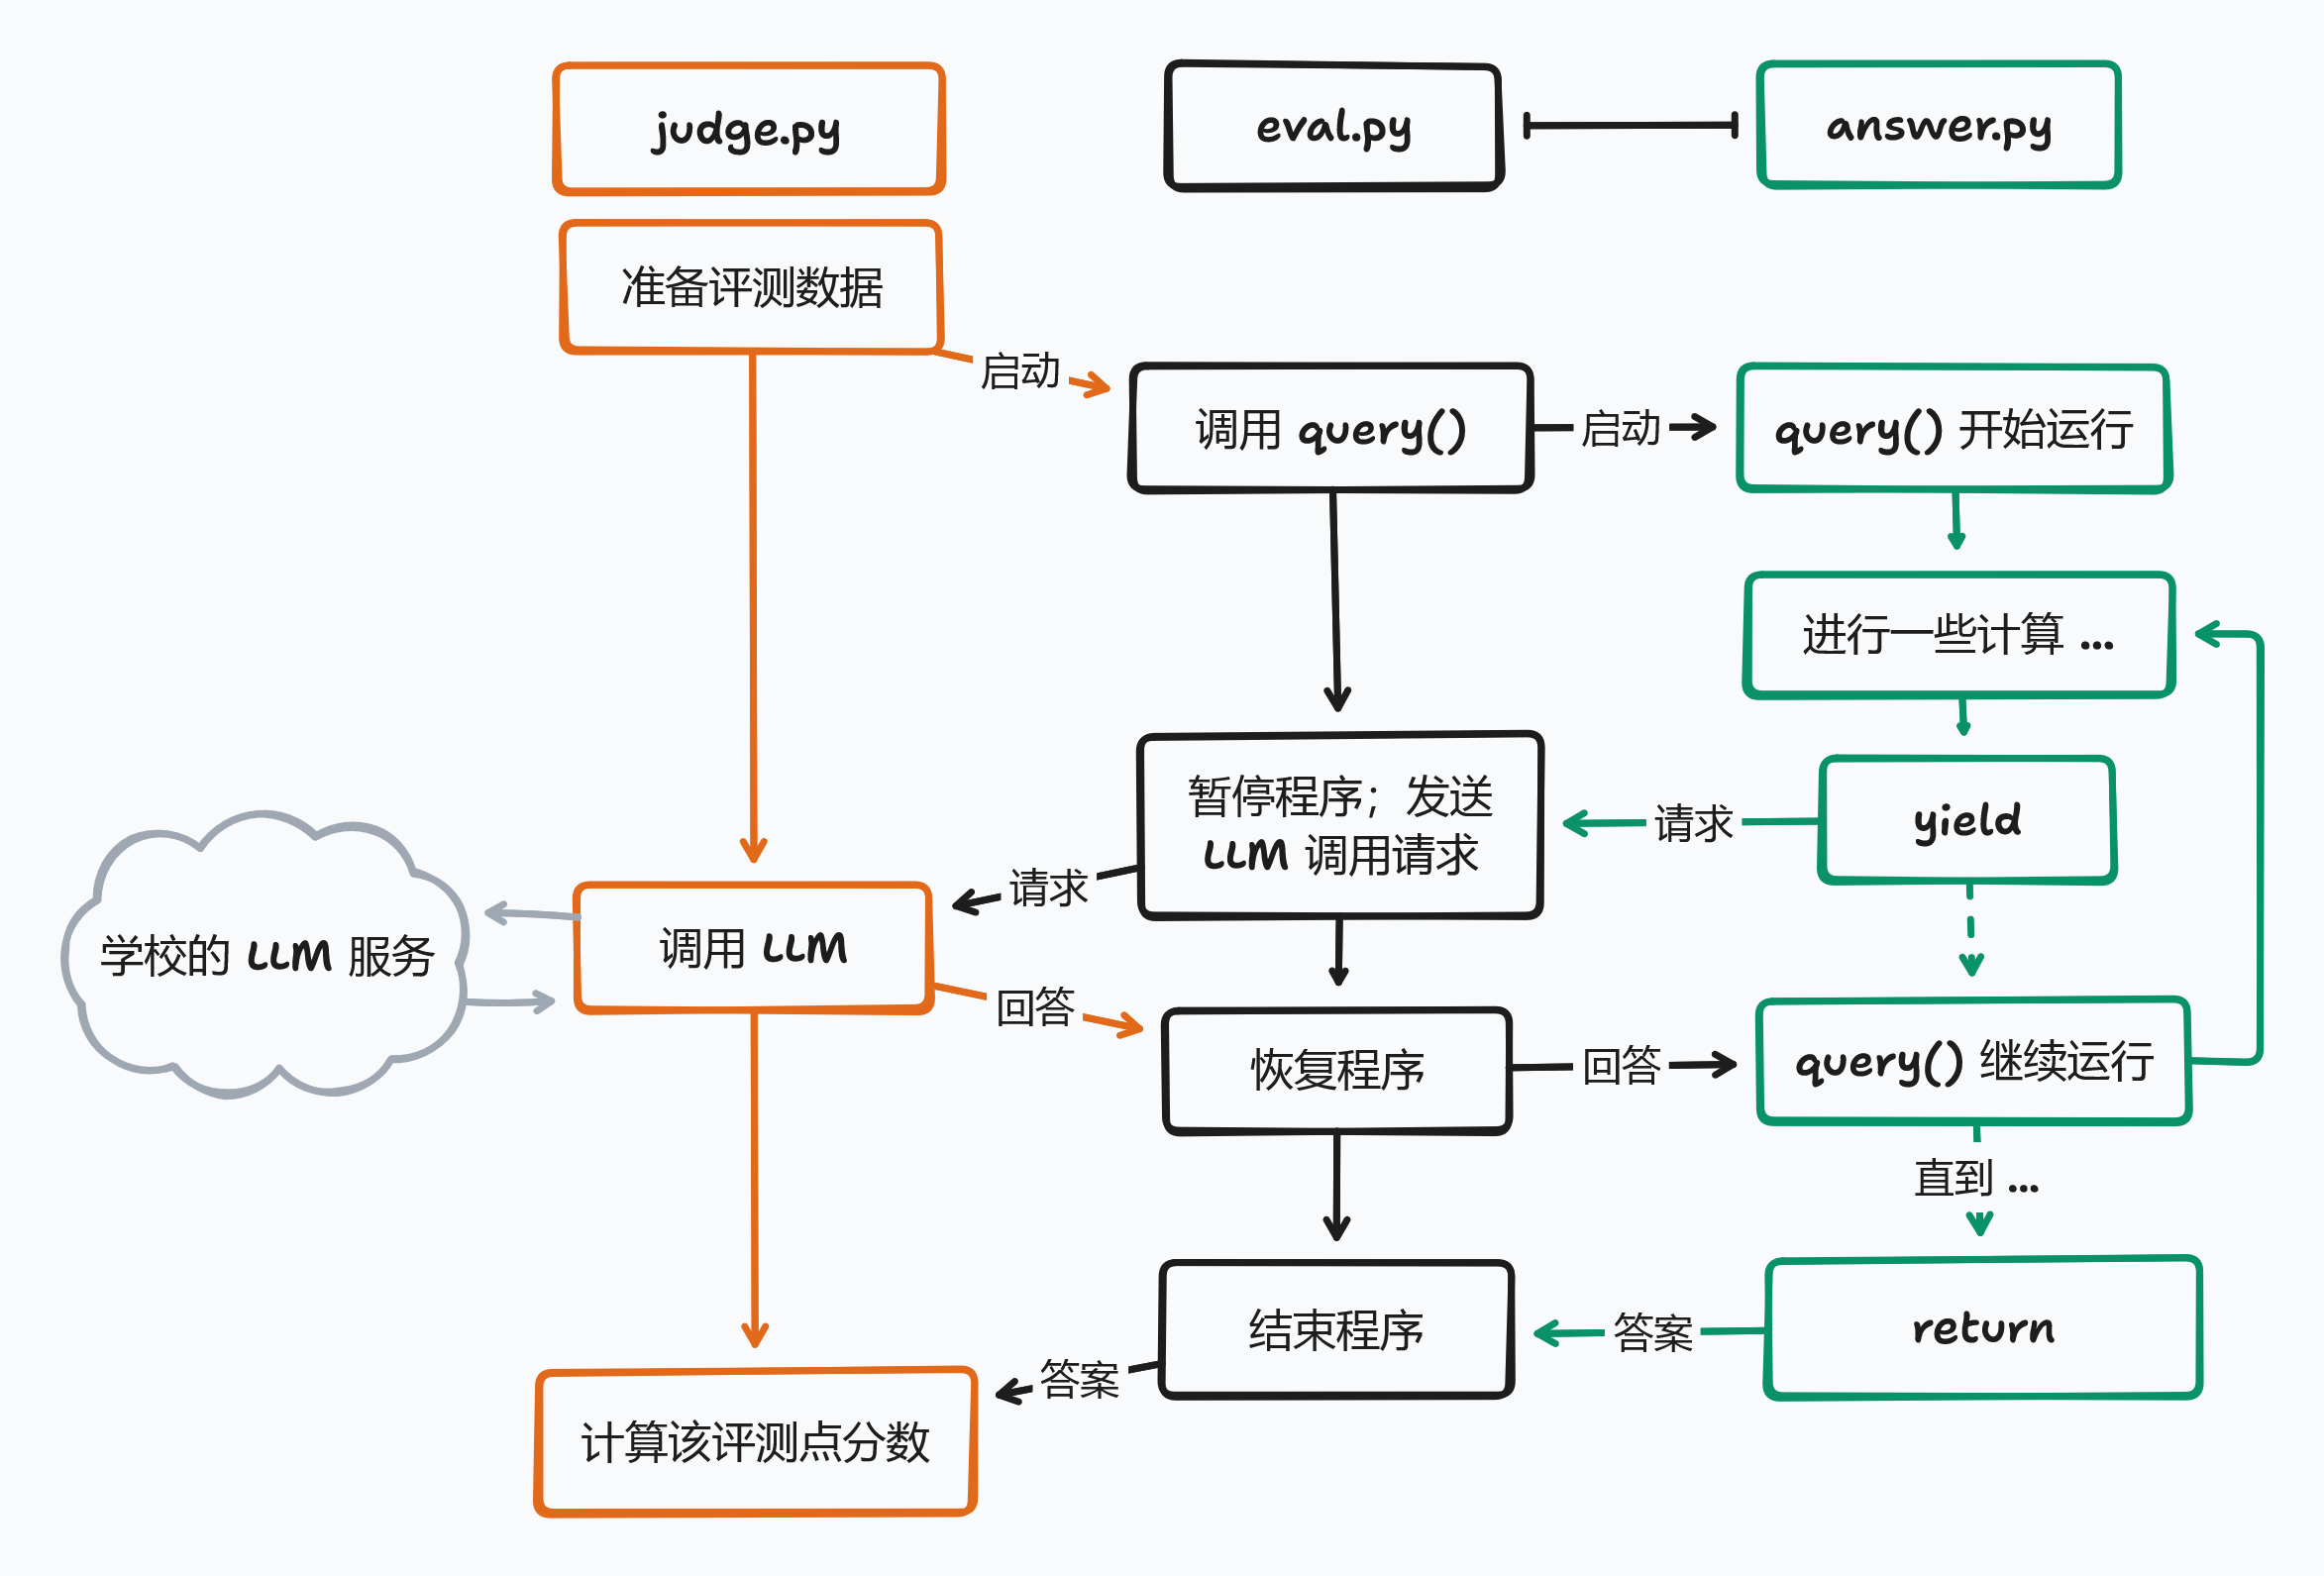 judge.py
eval.py
answer.py
准备评测数据
启动
调用 query()
启动
query() 开始运行
进行一些计算 ...
暂停程序；发送
LLM 调用请求
请求
yield
请求
学校的 LLM 服务
调用 LLM
回答
恢复程序
回答
query() 继续运行
直到 ...
结束程序
答案
return
答案
计算该评测点分数